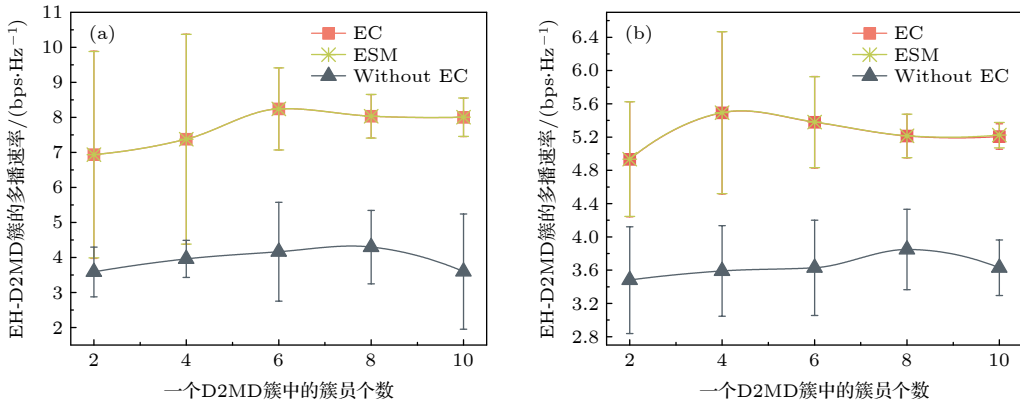 (a)
EC
ESM
Without EC
11
10
9
8
7
6
5
4
3
2
EH-D2MD簇的多播速率/(bps·Hz⁻¹)
2 4 6 8 10
一个D2MD簇中的簇员个数
(b)
EC
ESM
Without EC
6.4
6.0
5.6
5.2
4.8
4.4
4.0
3.6
3.2
2.8
EH-D2MD簇的多播速率/(bps·Hz⁻¹)
2 4 6 8 10
一个D2MD簇中的簇员个数